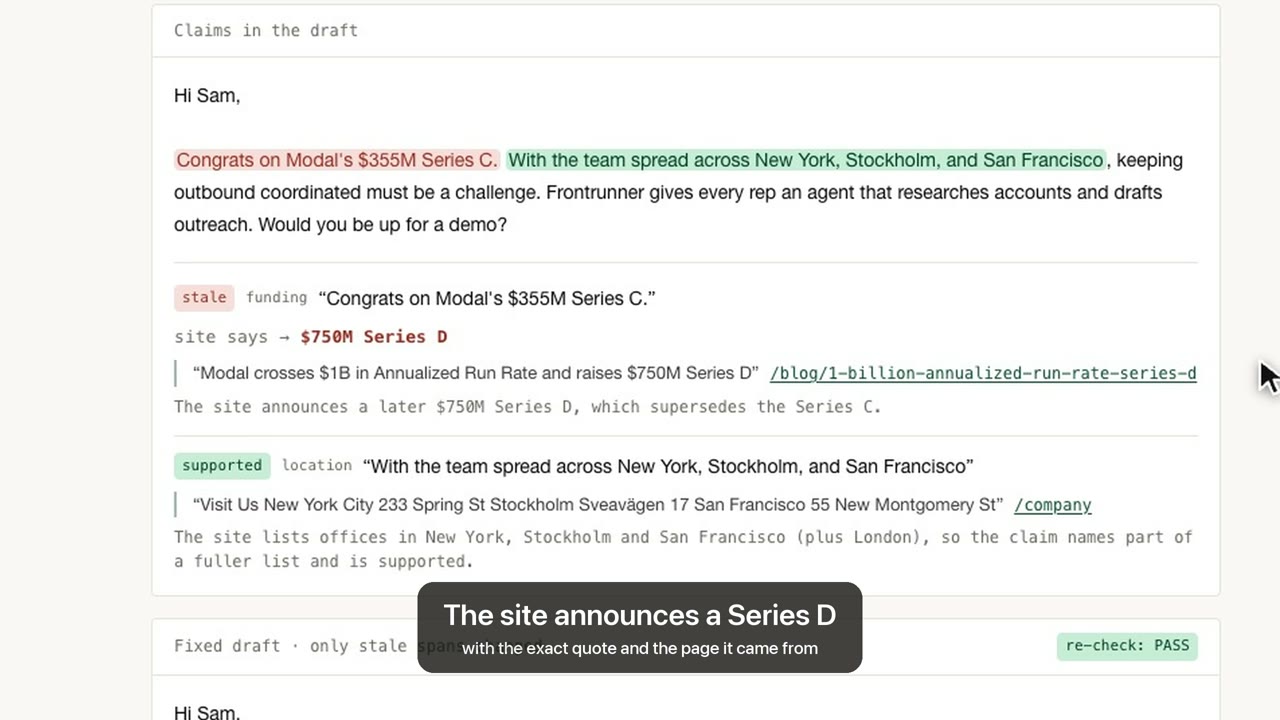 Claims in the draft
Hi Sam,
Congrats on Modal's $355M Series C. With the team spread across New York, Stockholm, and San Francisco, keeping
outbound coordinated must be a challenge. Frontrunner gives every rep an agent that researches accounts and drafts
outreach. Would you be up for a demo?
stale funding “Congrats on Modal's $355M Series C.”
site says → $750M Series D
“Modal crosses $1B in Annualized Run Rate and raises $750M Series D” /blog/1-billion-annualized-run-rate-series-d
The site announces a later $750M Series D, which supersedes the Series C.
supported location “With the team spread across New York, Stockholm, and San Francisco”
“Visit Us New York City 233 Spring St Stockholm Sveavägen 17 San Francisco 55 New Montgomery St” /company
The site lists offices in New York, Stockholm and San Francisco (plus London), so the claim names part of
a fuller list and is supported.
The site announces a Series D
with the exact quote and the page it came from
Fixed draft · only stale re-check: PASS
Hi Sam,